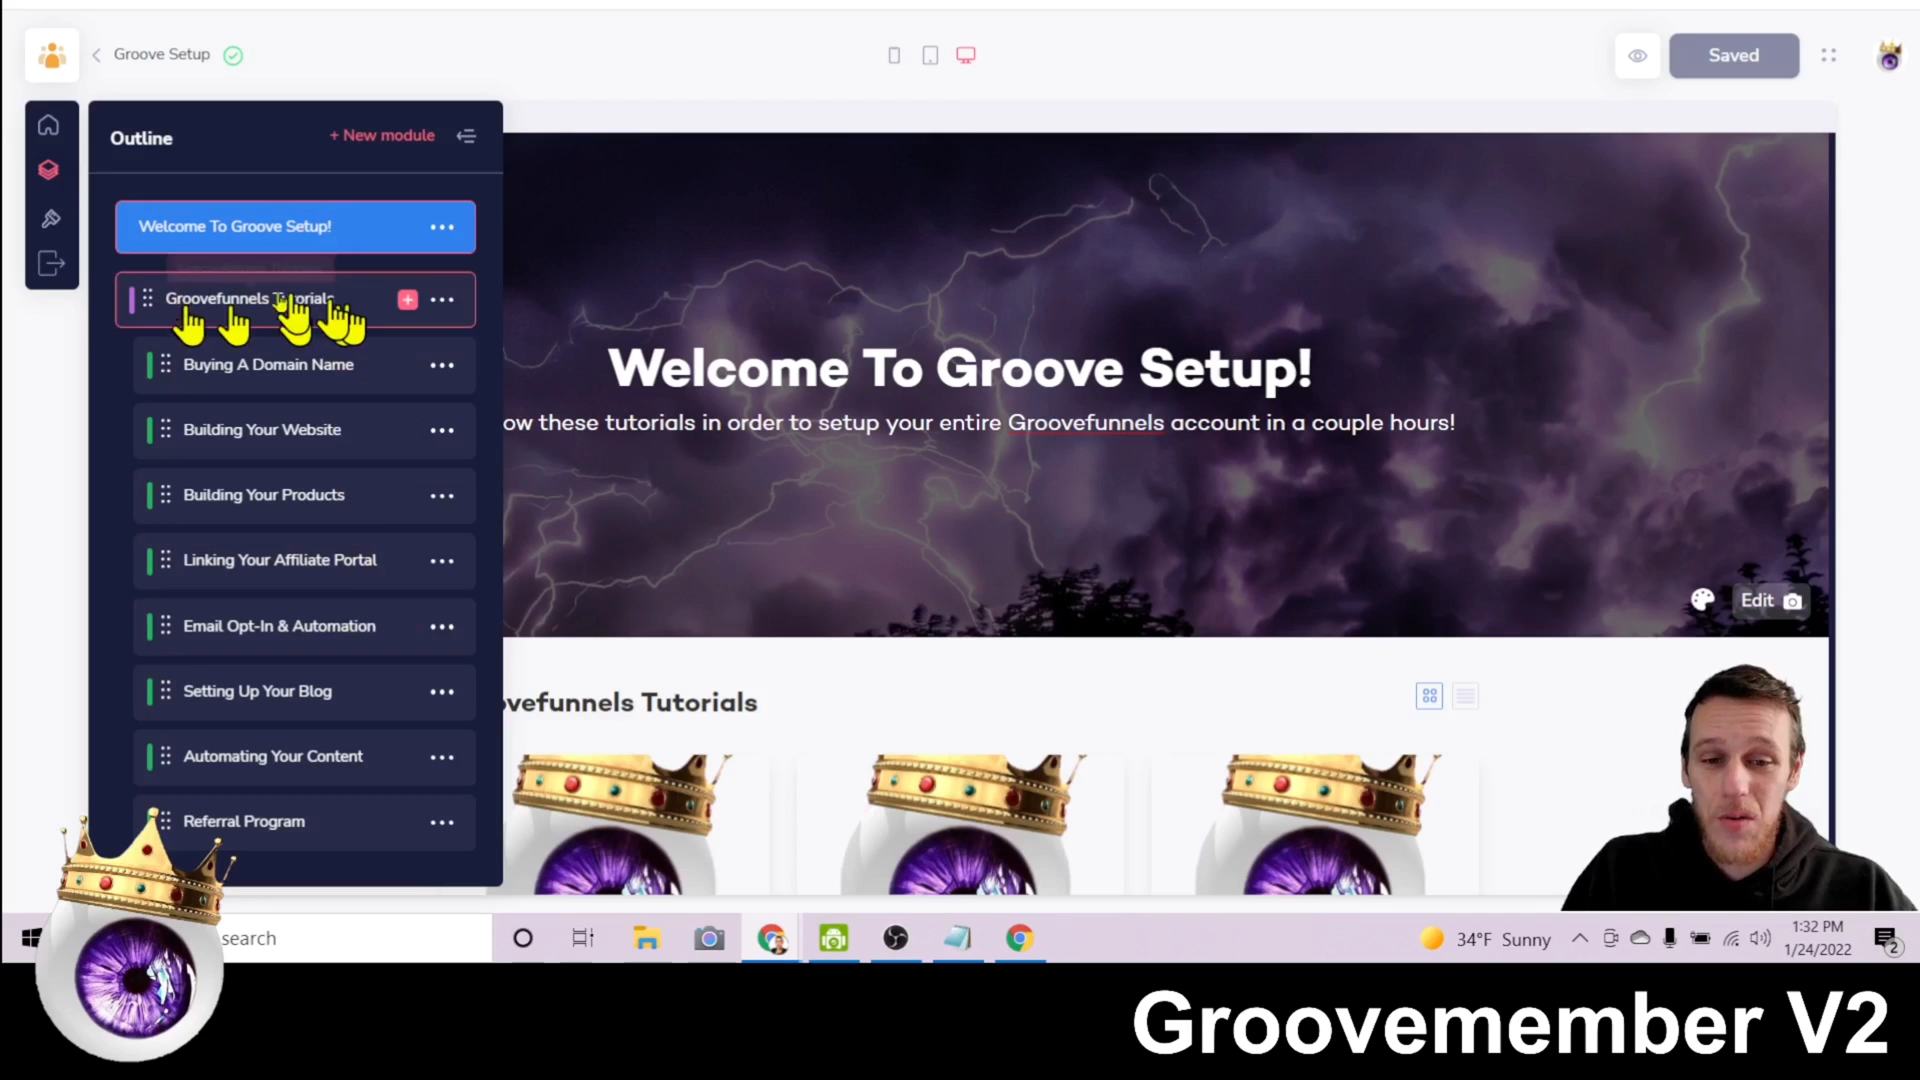 Groove Setup
Saved
Outline
+ New module
Welcome To Groove Setup!
Groovefunnels Tutorials
Buying A Domain Name
Building Your Website
Building Your Products
Linking Your Affiliate Portal
Email Opt-In & Automation
Setting Up Your Blog
Automating Your Content
Referral Program
Welcome To Groove Setup!
ow these tutorials in order to setup your entire Groovefunnels account in a couple hours!
Edit
ovefunnels Tutorials
search
34°F Sunny
1:32 PM
1/24/2022
2
Groovemember V2